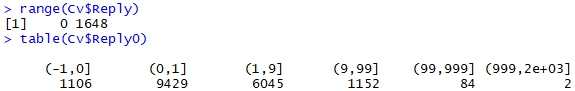 > range(Cv$Reply)
[1] 0 1648
> table(Cv$ReplyO)
(-1,0] (0,1] (1,9] (9,99] (99,999] (999,2e+03]
1106 9429 6045 1152 84 2